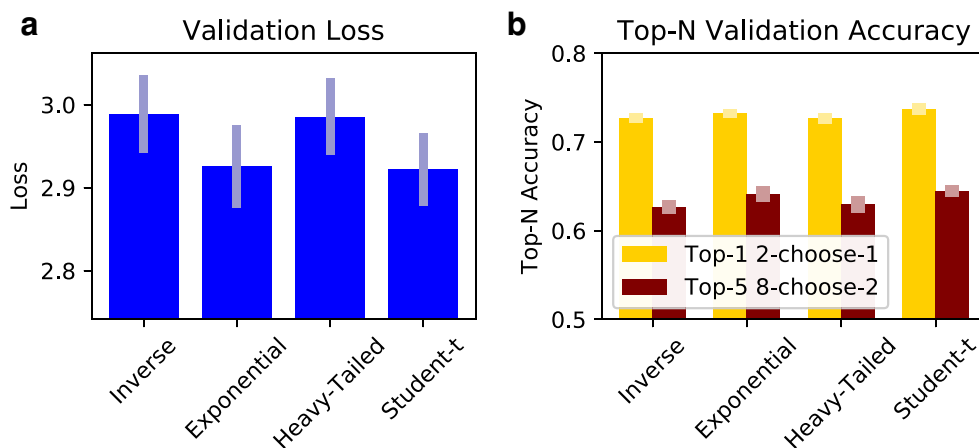 a
Validation Loss
Loss
3.0
2.9
2.8
Inverse
Exponential
Heavy-Tailed
Student-t
b
Top-N Validation Accuracy
Top-N Accuracy
0.8
0.7
0.6
0.5
Top-1 2-choose-1
Top-5 8-choose-2
Inverse
Exponential
Heavy-Tailed
Student-t